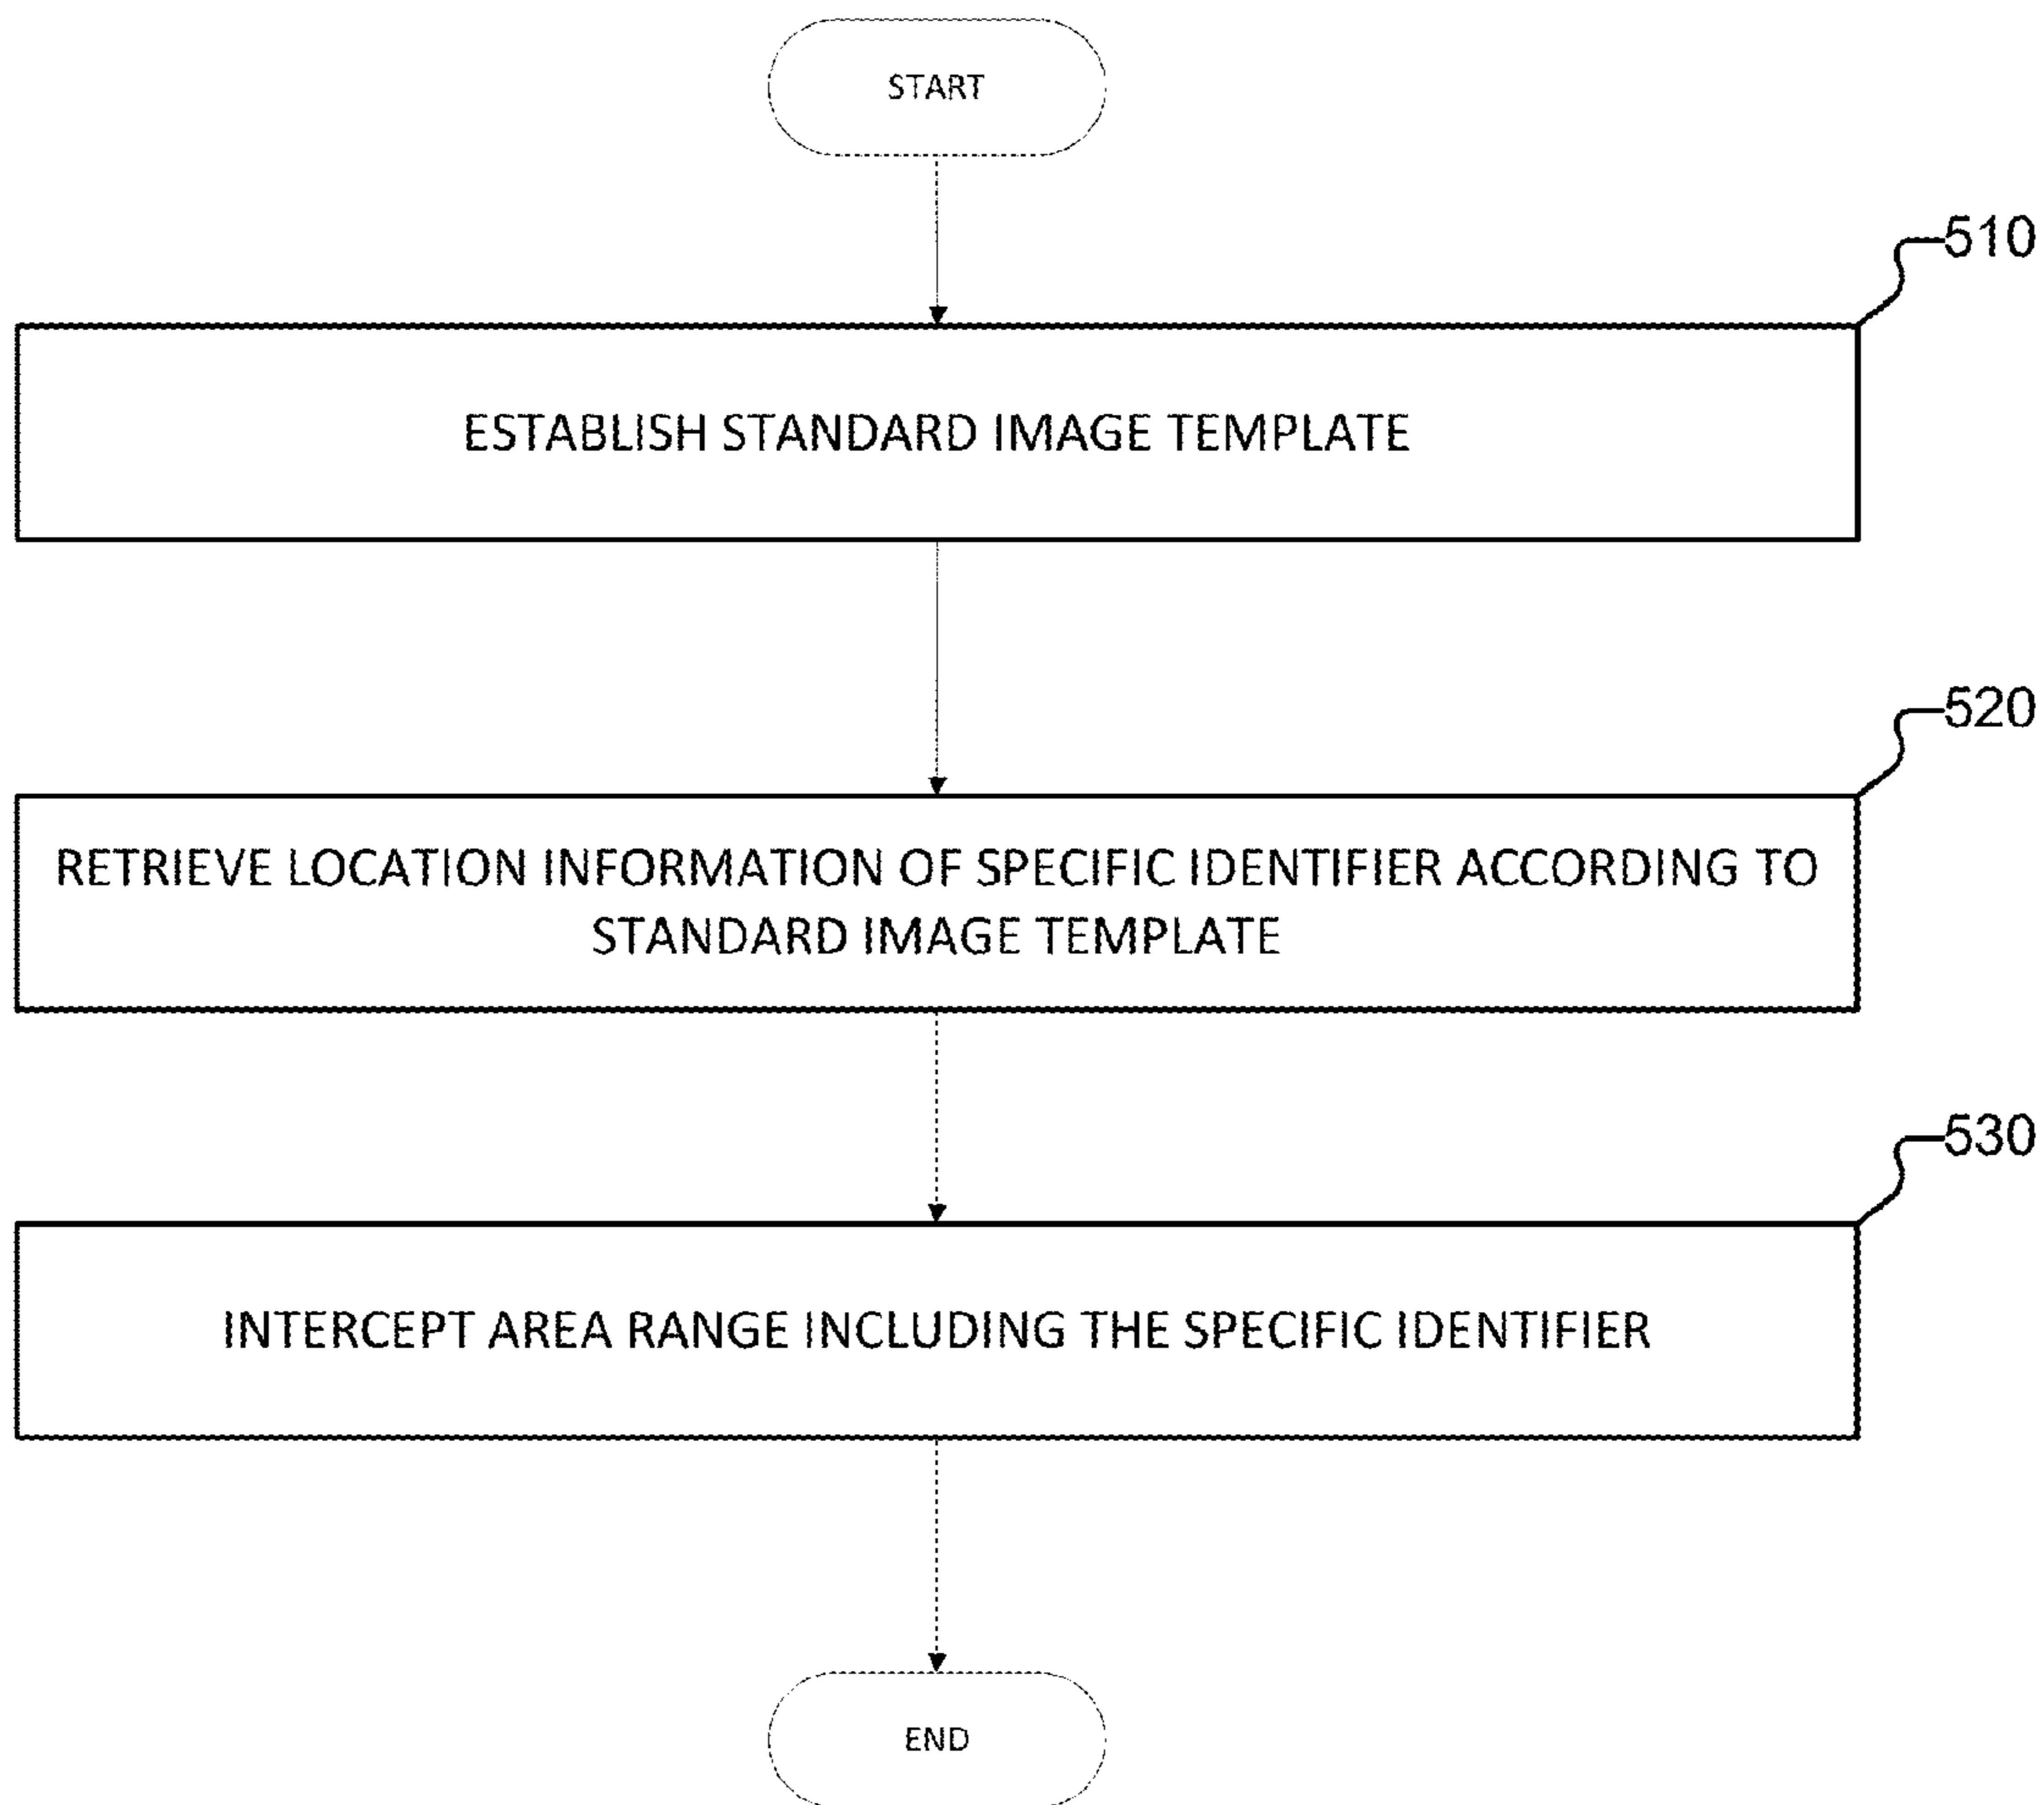 START
510
ESTABLISH STANDARD IMAGE TEMPLATE
520
RETRIEVE LOCATION INFORMATION OF SPECIFIC IDENTIFIER ACCORDING TO
STANDARD IMAGE TEMPLATE
530
INTERCEPT AREA RANGE INCLUDING THE SPECIFIC IDENTIFIER
END